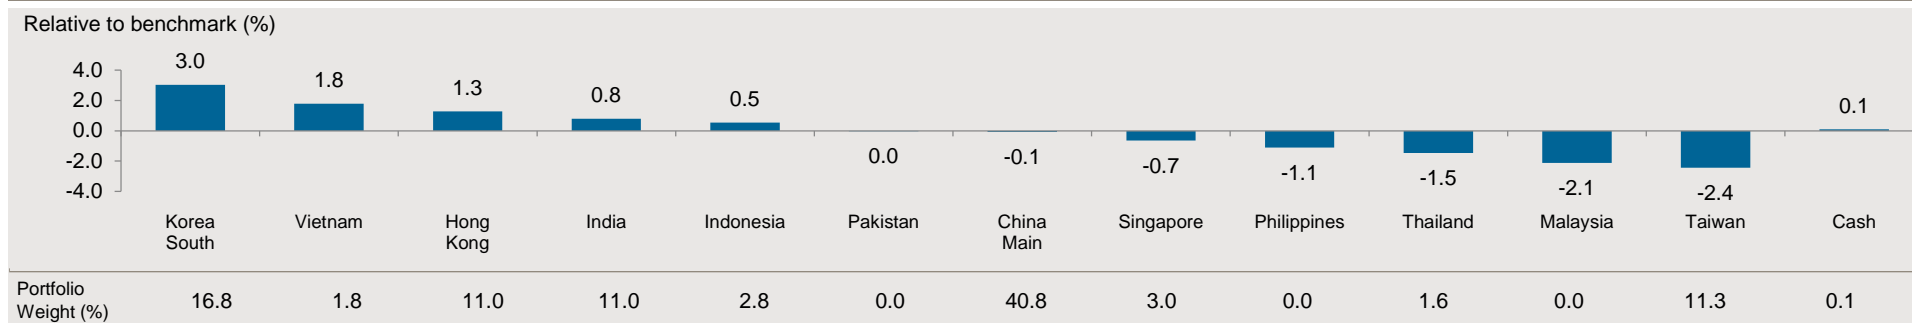 Relative to benchmark (%)
4.0
2.0
0.0
-2.0
-4.0
3.0 1.8 1.3 0.8 0.5 0.0 -0.1 -0.7 -1.1 -1.5 -2.1 -2.4 0.1
Korea Vietnam Hong India Indonesia Pakistan China Singapore Philippines Thailand Malaysia Taiwan Cash
South Kong Main
Portfolio
Weight (%) 16.8 1.8 11.0 11.0 2.8 0.0 40.8 3.0 0.0 1.6 0.0 11.3 0.1